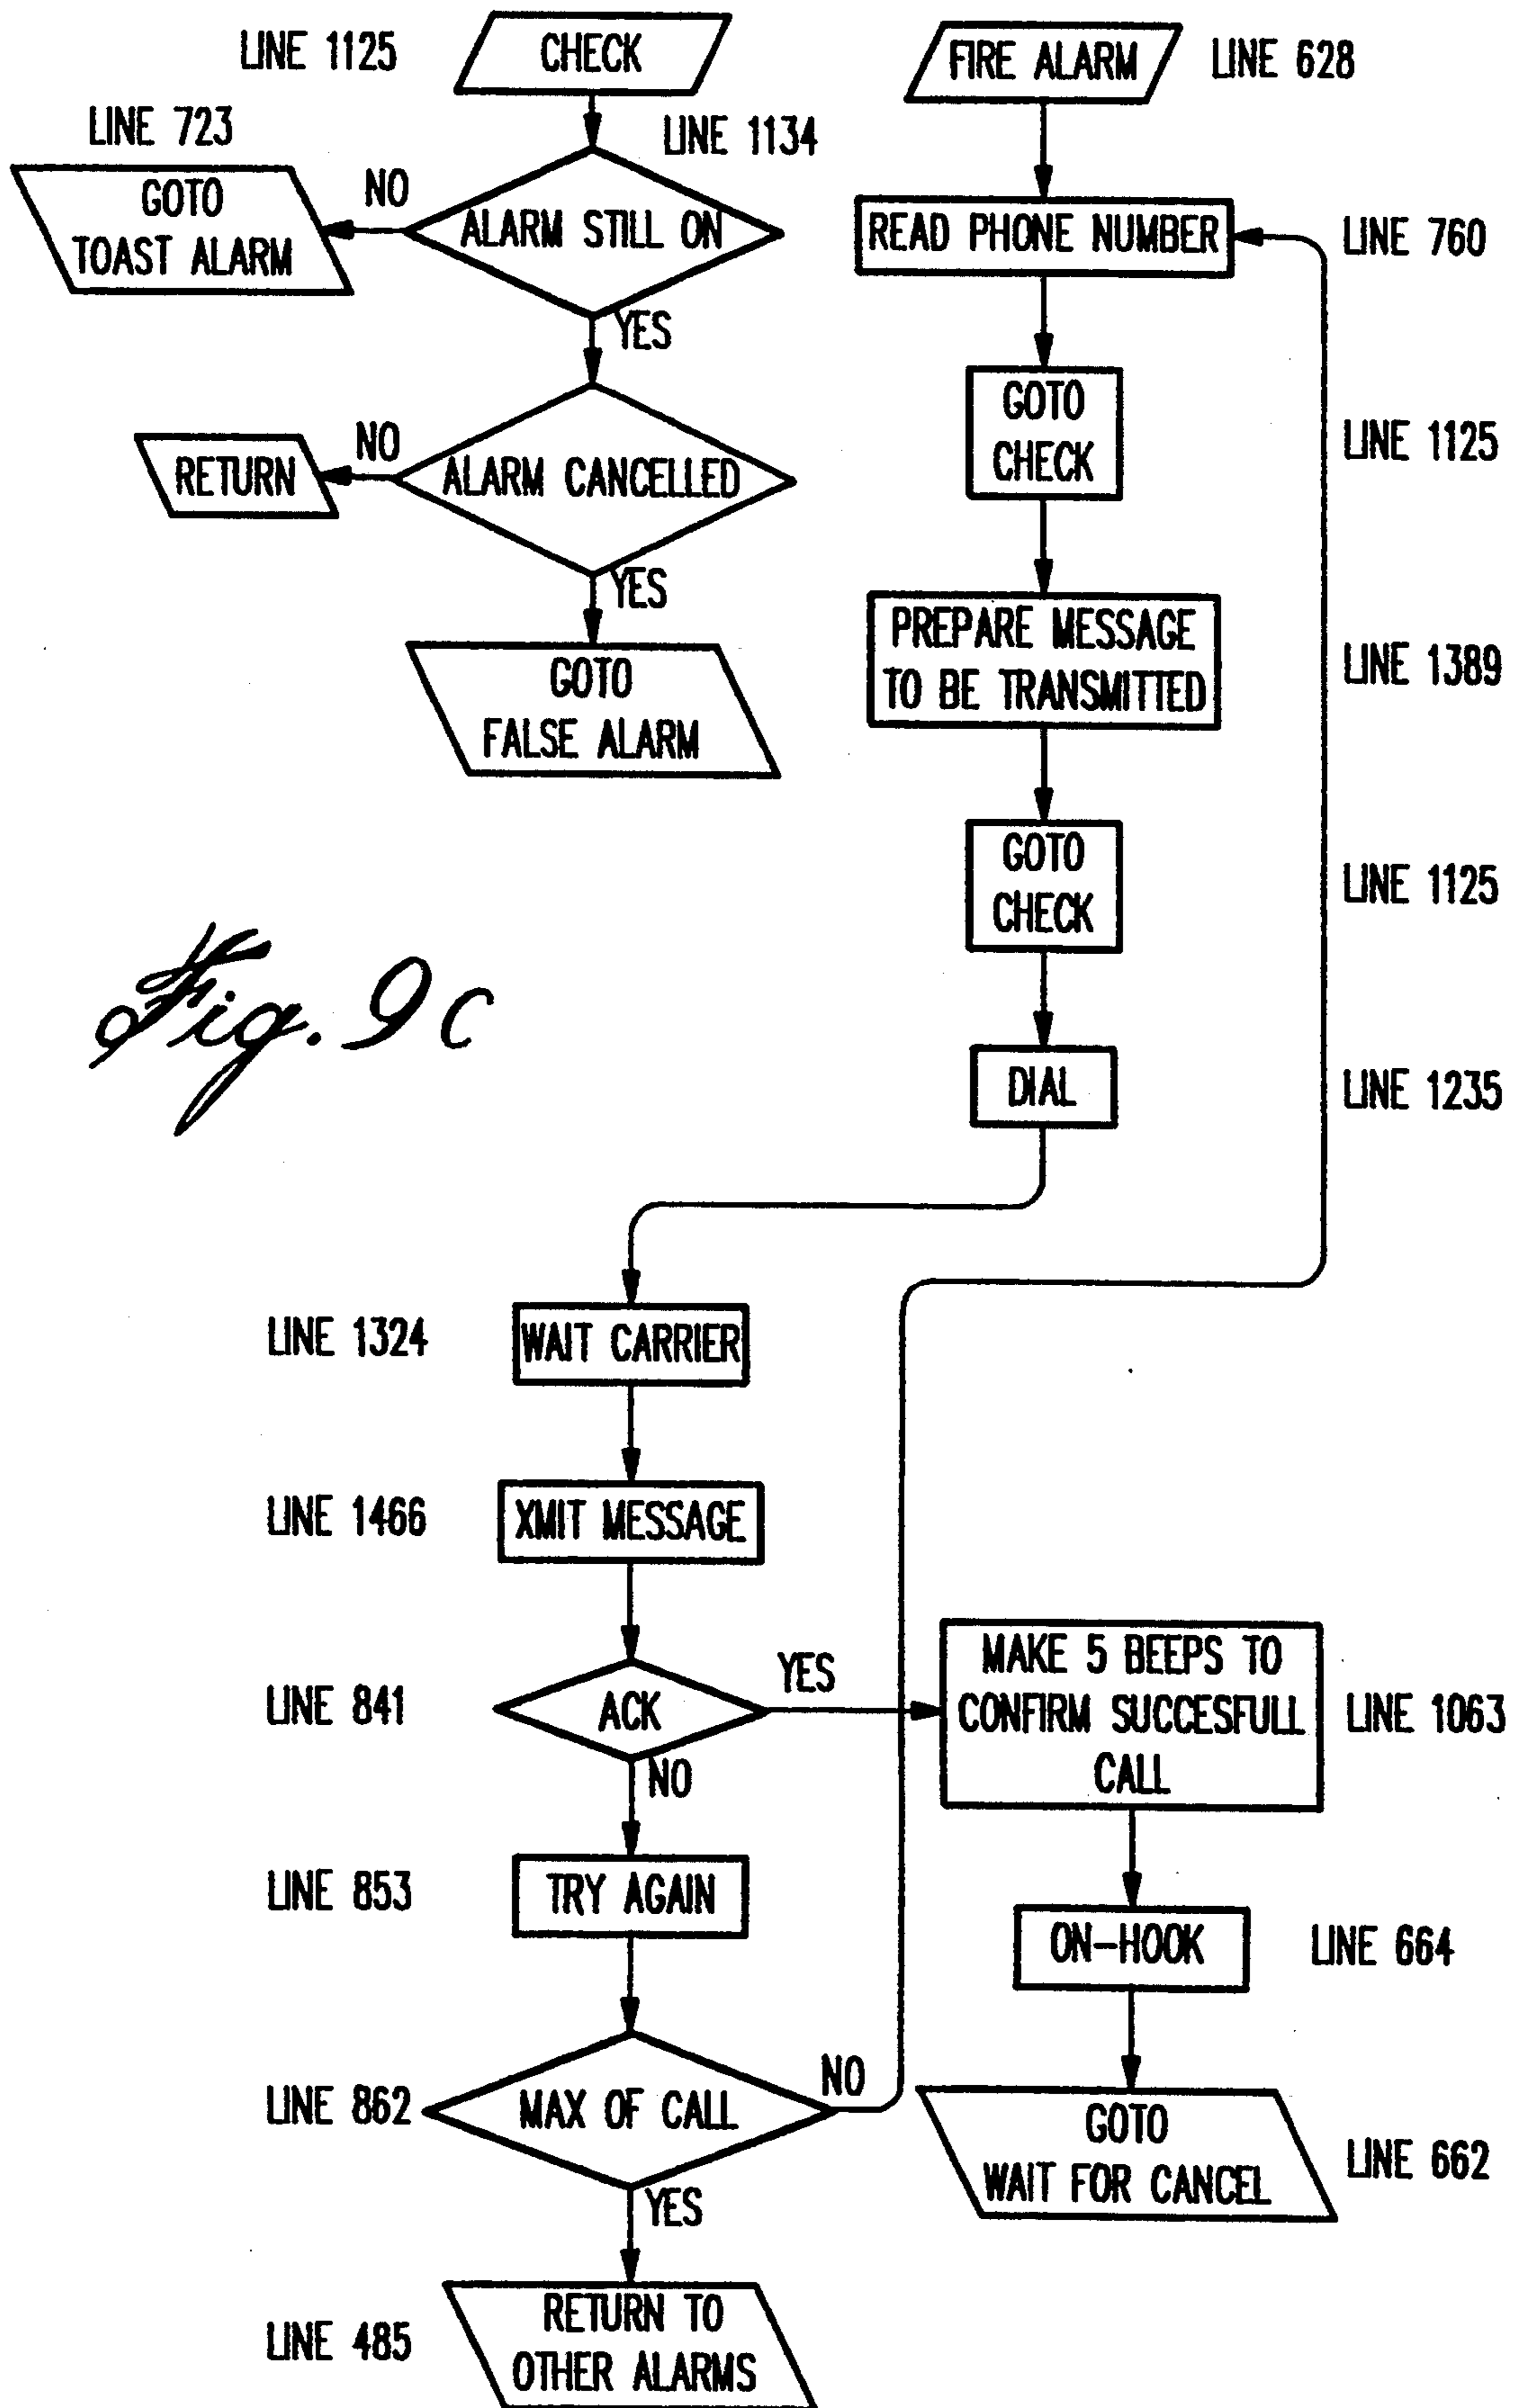 LINE 1125
CHECK
LINE 723
LINE 1134
GOTO
TOAST ALARM
NO
ALARM STILL ON
YES
RETURN
NO
ALARM CANCELLED
YES
GOTO
FALSE ALARM
FIRE ALARM
LINE 628
READ PHONE NUMBER
LINE 760
GOTO
CHECK
LINE 1125
PREPARE MESSAGE
TO BE TRANSMITTED
LINE 1389
GOTO
CHECK
LINE 1125
Fig. 9c
DIAL
LINE 1235
LINE 1324
WAIT CARRIER
LINE 1466
XMIT MESSAGE
LINE 841
ACK
YES
NO
MAKE 5 BEEPS TO
CONFIRM SUCCESFULL
CALL
LINE 1063
LINE 853
TRY AGAIN
ON-HOOK
LINE 664
LINE 862
MAX OF CALL
NO
YES
GOTO
WAIT FOR CANCEL
LINE 662
LINE 485
RETURN TO
OTHER ALARMS